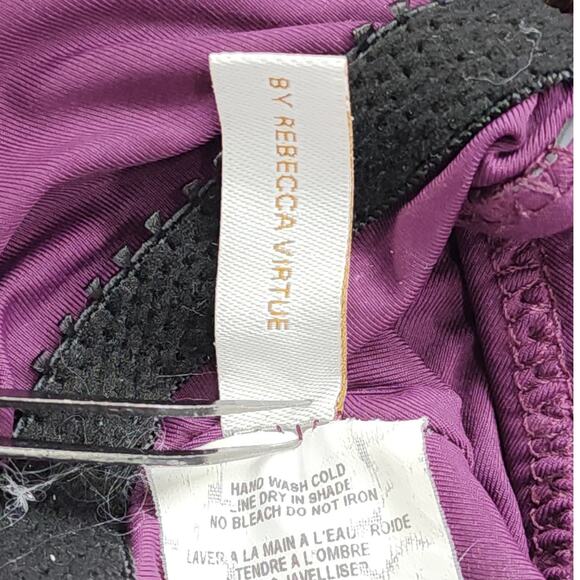 BY REBECCA VIRTUE
HAND WASH COLD
LINE DRY IN SHADE
NO BLEACH DO NOT IRON
LAVER A LA MAIN A L'EAU
A L'OMBRE